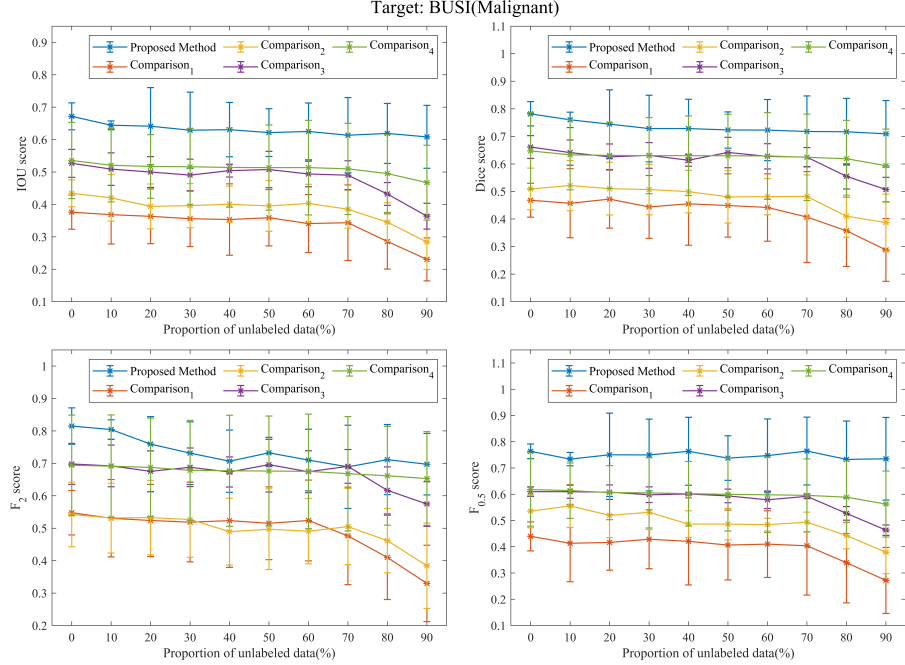 Target: BUSI(Malignant)
0.9
0.8
0.7
0.6
0.5
0.4
0.3
0.2
0.1
IOU score
Proposed Method
Comparison1
Comparison2
Comparison3
Comparison4
0 10 20 30 40 50 60 70 80 90
Proportion of unlabeled data(%)
1.1
1
0.9
0.8
0.7
0.6
0.5
0.4
0.3
0.2
0.1
Dice score
Proposed Method
Comparison1
Comparison2
Comparison3
Comparison4
0 10 20 30 40 50 60 70 80 90
Proportion of unlabeled data(%)
1
0.9
0.8
0.7
0.6
0.5
0.4
0.3
0.2
F2 score
Proposed Method
Comparison1
Comparison2
Comparison3
Comparison4
0 10 20 30 40 50 60 70 80 90
Proportion of unlabeled data(%)
1.1
1
0.9
0.8
0.7
0.6
0.5
0.4
0.3
0.2
0.1
F0.5 score
Proposed Method
Comparison1
Comparison2
Comparison3
Comparison4
0 10 20 30 40 50 60 70 80 90
Proportion of unlabeled data(%)